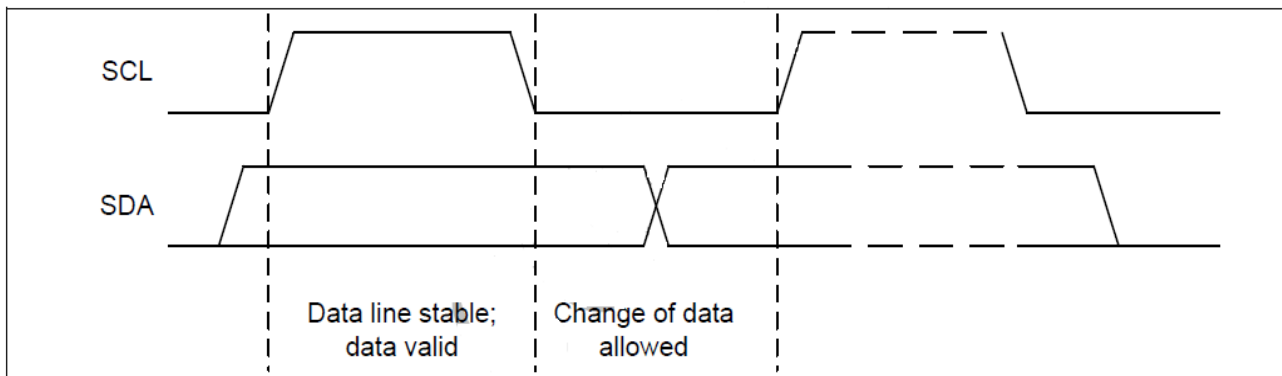 SCL
SDA
Data line stable;
data valid
Change of data
allowed